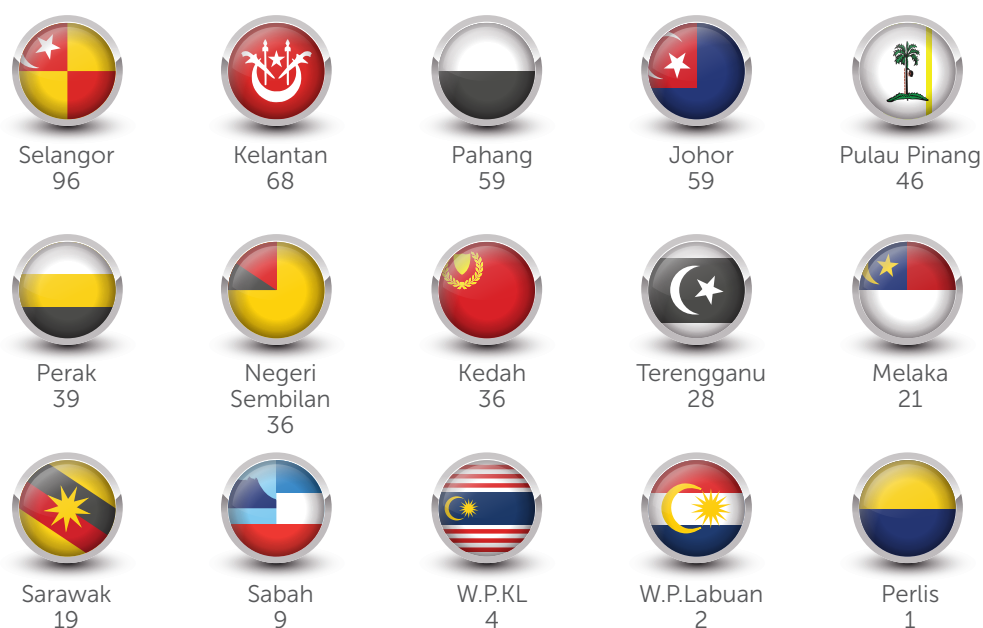 Selangor
96
Kelantan
68
Pahang
59
Johor
59
Pulau Pinang
46
Perak
39
Negeri
Sembilan
36
Kedah
36
Terengganu
28
Melaka
21
Sarawak
19
Sabah
9
W.P.KL
4
W.P.Labuan
2
Perlis
1